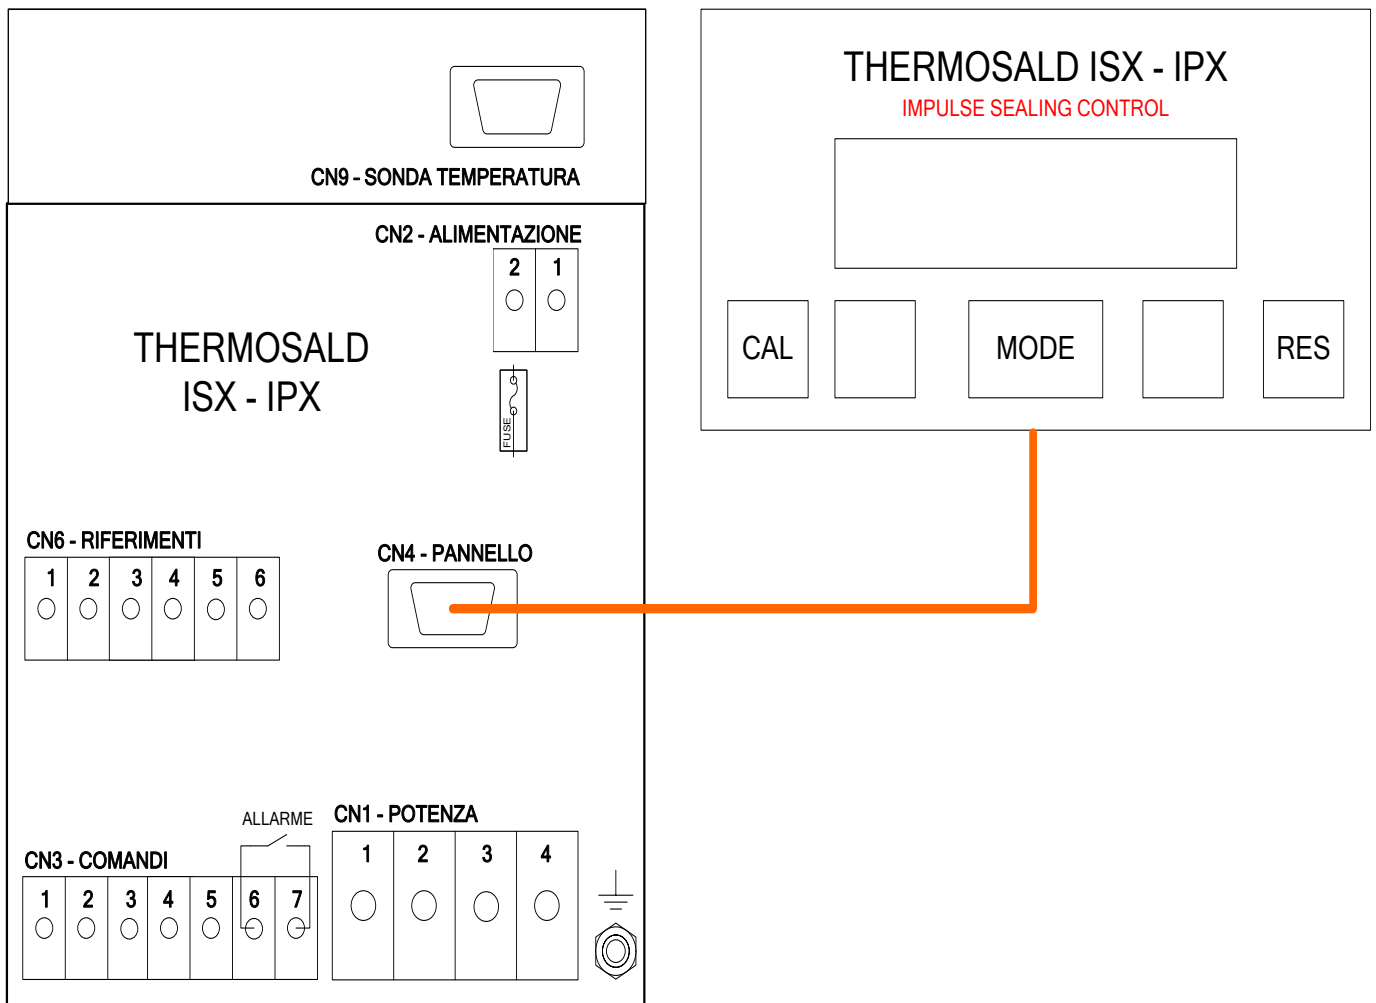 CN9 - SONDA TEMPERATURA
CN2 - ALIMENTAZIONE
2 1
THERMOSALD
ISX - IPX
FUSE
CN6 - RIFERIMENTI
1 2 3 4 5 6
CN4 - PANNELLO
ALLARME
CN1 - POTENZA
1 2 3 4
CN3 - COMANDI
1 2 3 4 5 6 7
THERMOSALD ISX - IPX
IMPULSE SEALING CONTROL
CAL MODE RES